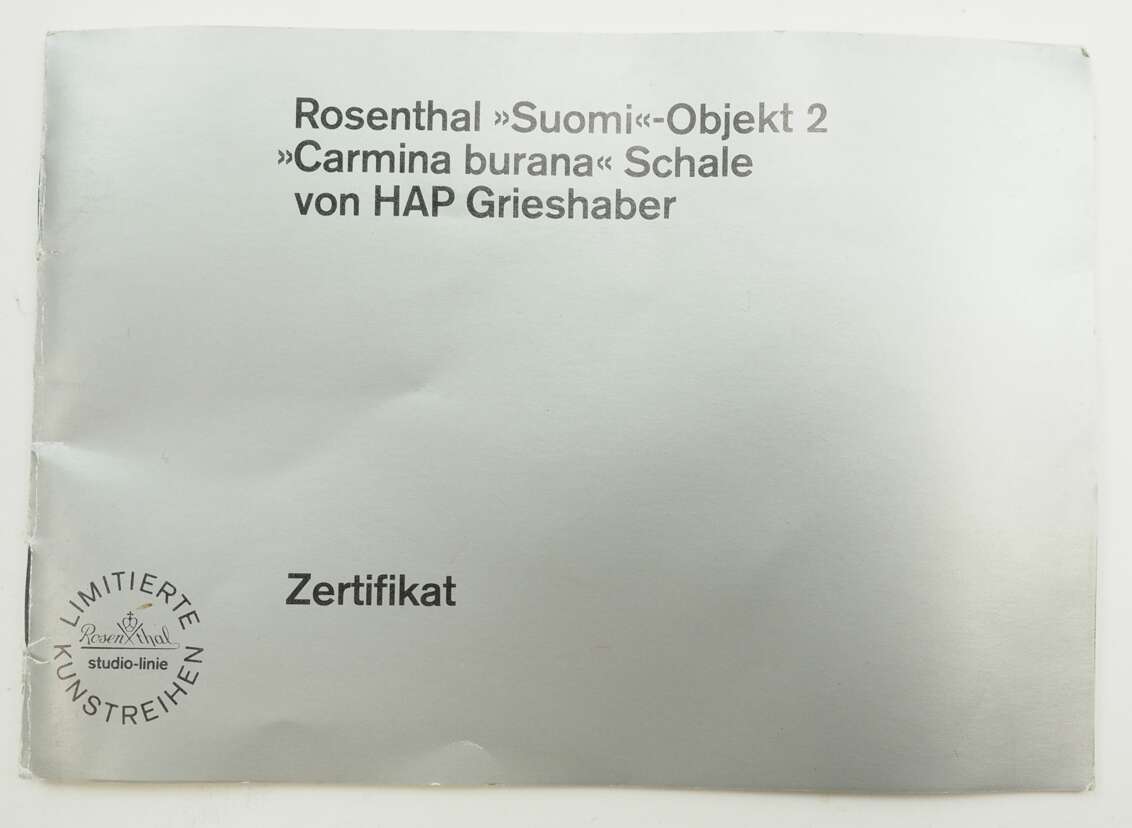 Rosenthal »Suomi«-Objekt 2
»Carmina burana« Schale
von HAP Grieshaber
Zertifikat
LIMITIERTE
Rosenthal
studio-linie
KUNSTREIHEN